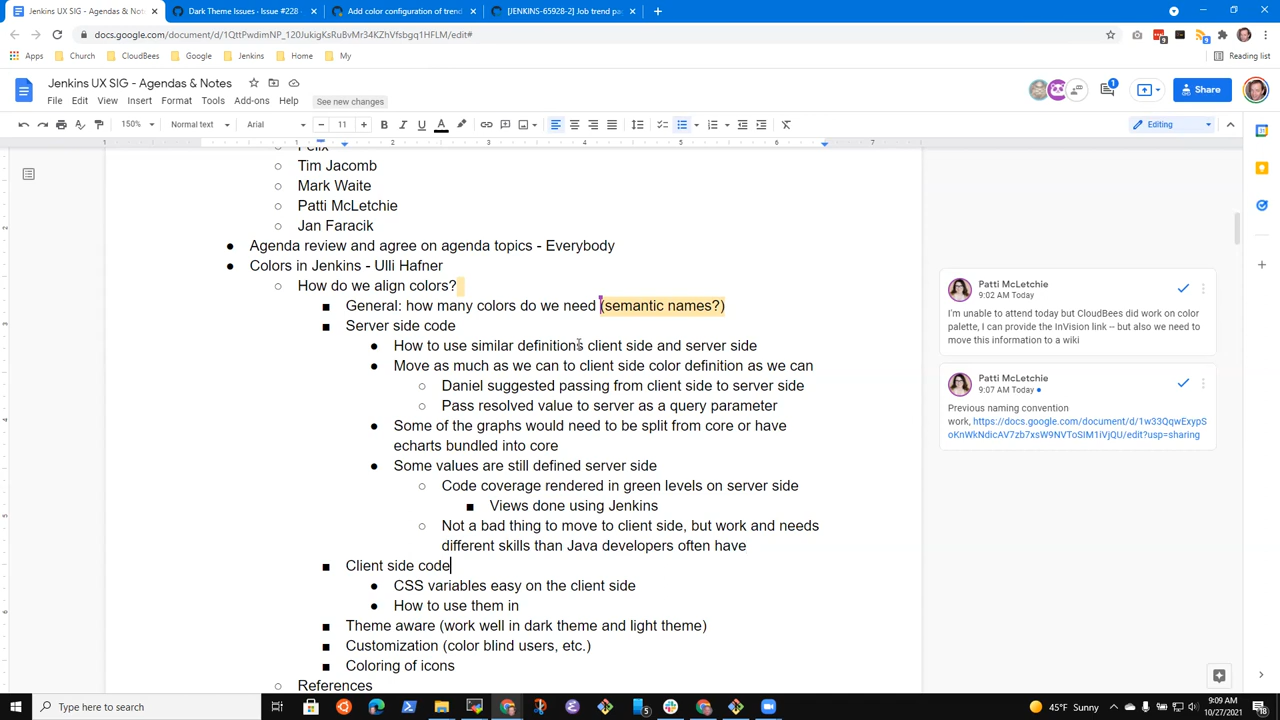 Jenkins UX SIG - Agendas & Notes
Dark Theme Issues · Issue #228
Add color configuration of trend
[JENKINS-65928-2] Job trend pa
docs.google.com/document/d/1QttPwdimNP_120JukigKsRuBvMr34KZhVfsbgq1HFLM/edit#
Apps Church CloudBees Google Jenkins Home My Reading list
Jenkins UX SIG - Agendas & Notes
File Edit View Insert Format Tools Add-ons Help See new changes
Share
150% Normal text Arial 11 Editing
1 1 2 3 4 5 6 7
Felix
Tim Jacomb
Mark Waite
Patti McLetchie
Jan Faracik
Agenda review and agree on agenda topics - Everybody
Colors in Jenkins - Ulli Hafner
How do we align colors?
General: how many colors do we need (semantic names?)
Server side code
How to use similar definitions client side and server side
Move as much as we can to client side color definition as we can
Daniel suggested passing from client side to server side
Pass resolved value to server as a query parameter
Some of the graphs would need to be split from core or have
echarts bundled into core
Some values are still defined server side
Code coverage rendered in green levels on server side
Views done using Jenkins
Not a bad thing to move to client side, but work and needs
different skills than Java developers often have
Client side code
CSS variables easy on the client side
How to use them in
Theme aware (work well in dark theme and light theme)
Customization (color blind users, etc.)
Coloring of icons
References
Patti McLetchie
9:02 AM Today
I'm unable to attend today but CloudBees did work on color
palette, I can provide the InVision link -- but also we need to
move this information to a wiki
Patti McLetchie
9:07 AM Today
Previous naming convention
work, https://docs.google.com/document/d/1w33QqwExypS
oKnWkNdicAV7zb7xsW9NVToSIM1iVjQU/edit?usp=sharing
Type here to search
45°F Sunny
9:09 AM
10/27/2021
18